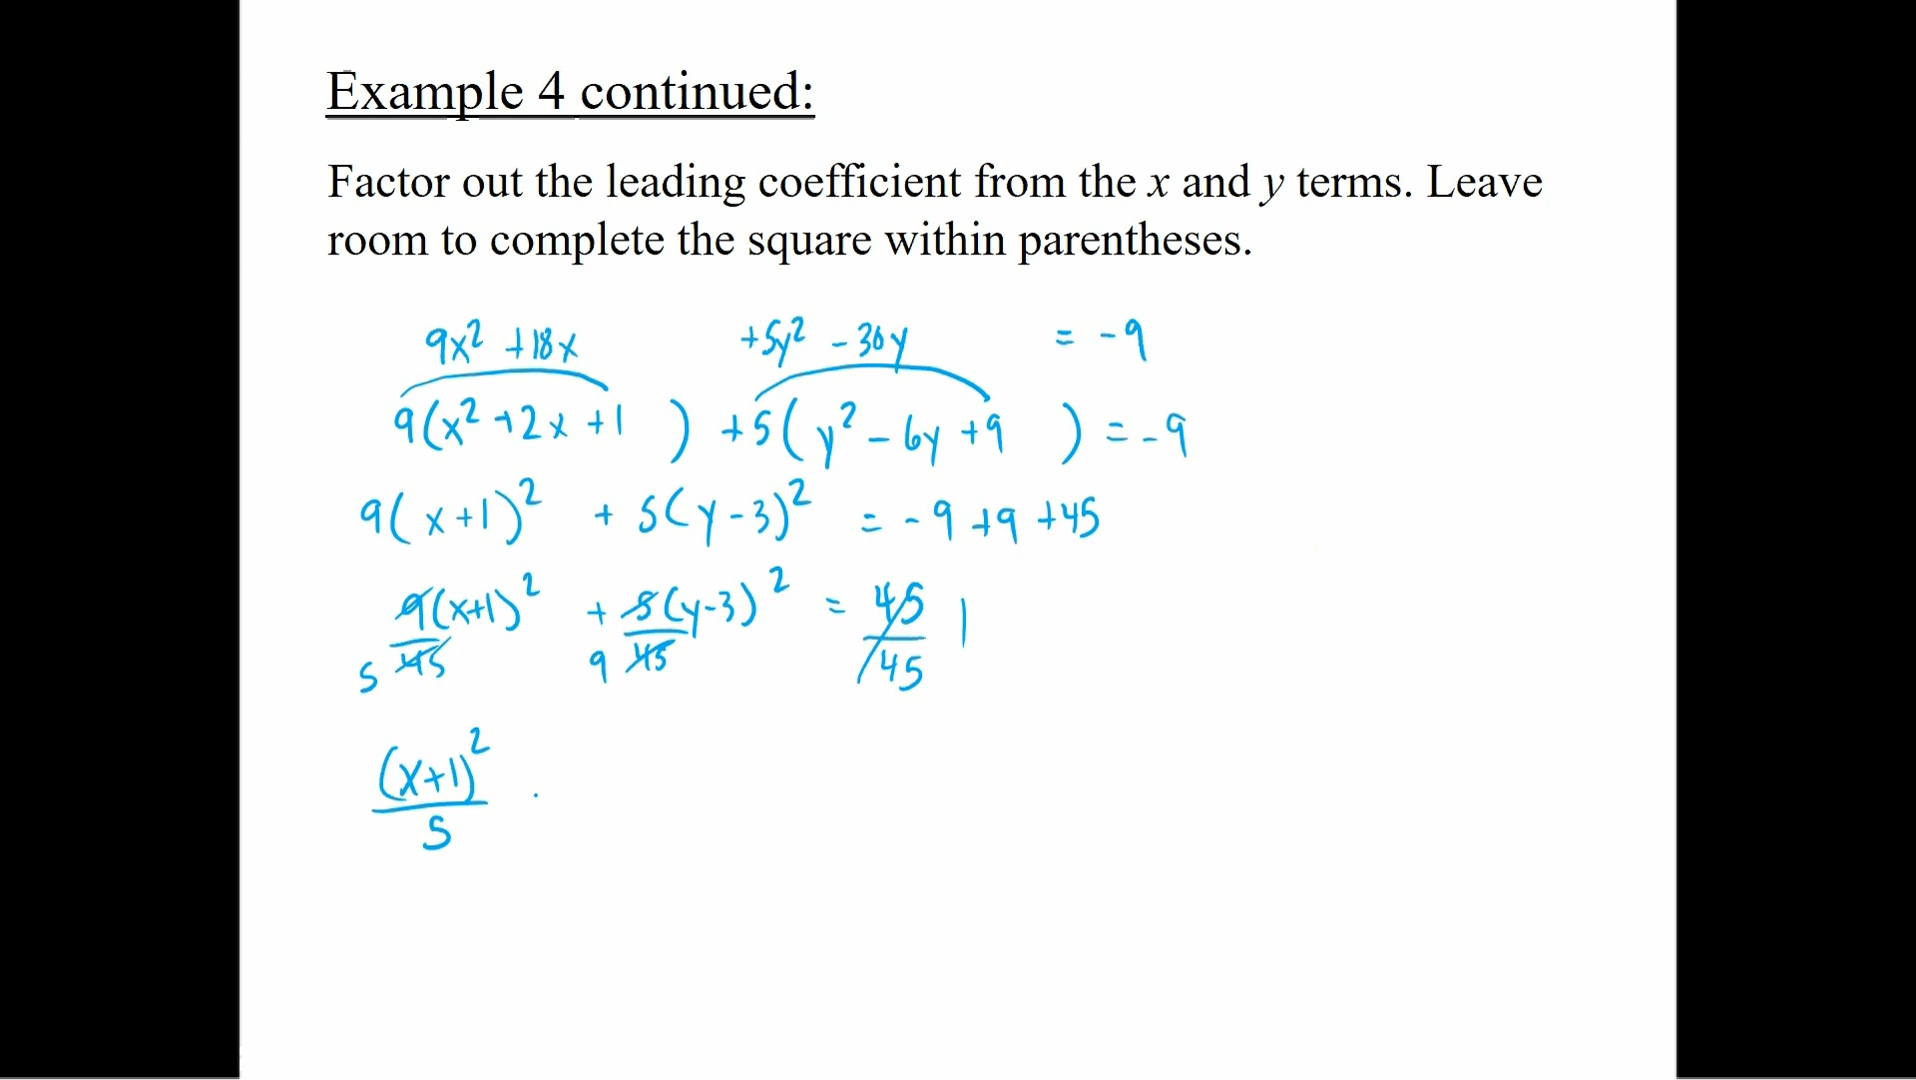 Example 4 continued:
Factor out the leading coefficient from the x and y terms. Leave
room to complete the square within parentheses.
9x² +18x +5y² - 30y = -9
9(x² +2x +1 ) +5( y² - 6y +9 ) = -9
9( x+1)² + 5(y-3)² = -9 +9 +45
9(x+1)² + 5(y-3)² = 45 1
5 45 9 45 45
(x+1)²
5